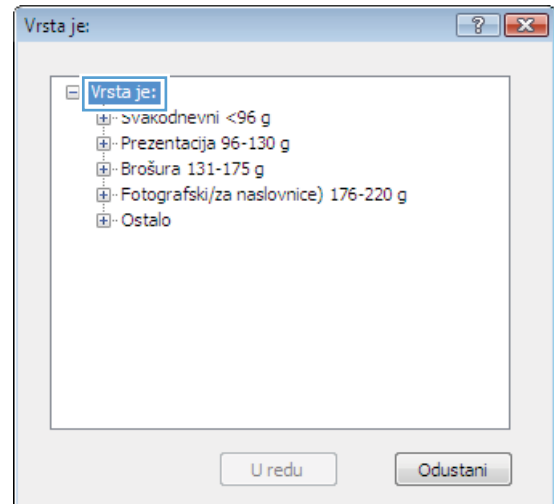 Vrsta je:
Vrsta je:
Svakodnevni <96 g
Prezentacija 96-130 g
Brošura 131-175 g
Fotografski/za naslovnice) 176-220 g
Ostalo
U redu
Odustani